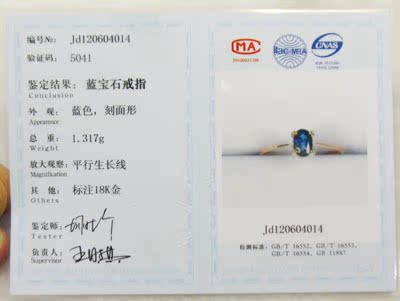 编号No: Jd120604014
验证码: 5041
鉴定结果: 蓝宝石戒指
Conclusion
外 观: 蓝色，刻面形
Appearence
总 重: 1.317g
Weight
放大观察: 平行生长线
Magnification
其 他: 标注18K金
Others
鉴定师:
Tester
负责人:
Supervisor
MA
ilac-MRA
CNAS
Jd120604014
检测标准: GB/T 16552, GB/T 16553,
GB/T 16554, GB 11887